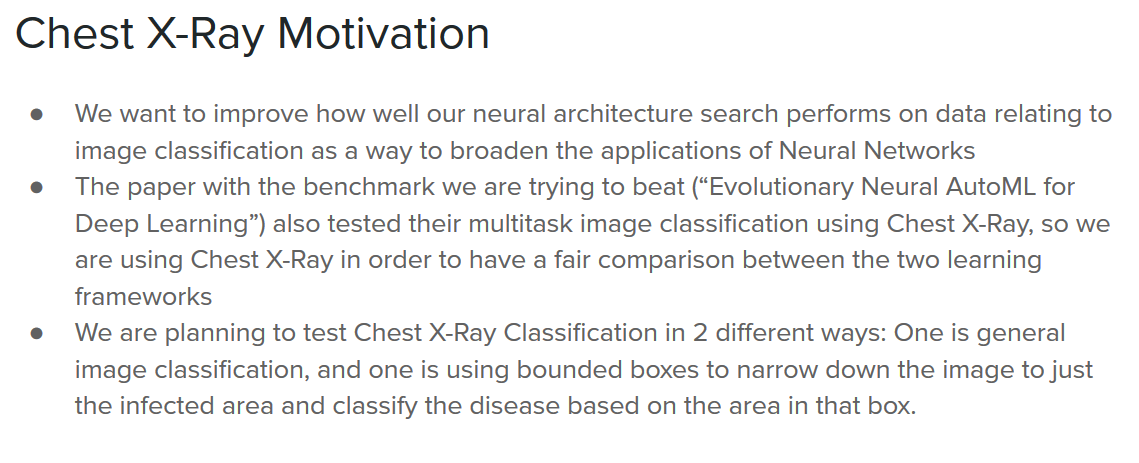 Chest X-Ray Motivation
● We want to improve how well our neural architecture search performs on data relating to
image classification as a way to broaden the applications of Neural Networks
● The paper with the benchmark we are trying to beat (“Evolutionary Neural AutoML for
Deep Learning”) also tested their multitask image classification using Chest X-Ray, so we
are using Chest X-Ray in order to have a fair comparison between the two learning
frameworks
● We are planning to test Chest X-Ray Classification in 2 different ways: One is general
image classification, and one is using bounded boxes to narrow down the image to just
the infected area and classify the disease based on the area in that box.